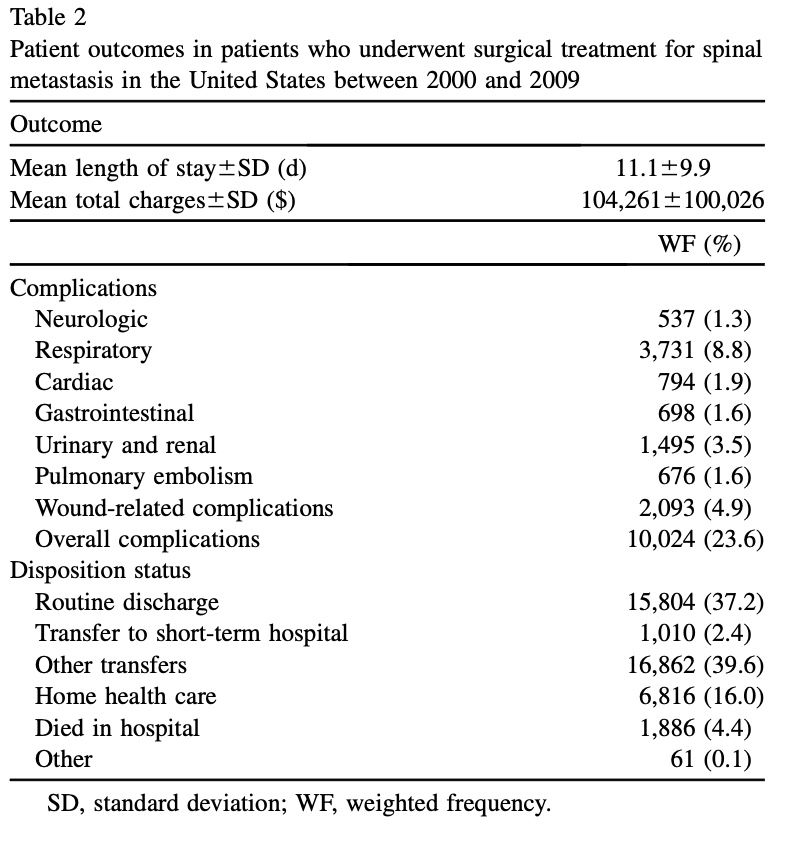 Table 2
Patient outcomes in patients who underwent surgical treatment for spinal
metastasis in the United States between 2000 and 2009
Outcome
Mean length of stay±SD (d) 11.1±9.9
Mean total charges±SD ($) 104,261±100,026
WF (%)
Complications
Neurologic 537 (1.3)
Respiratory 3,731 (8.8)
Cardiac 794 (1.9)
Gastrointestinal 698 (1.6)
Urinary and renal 1,495 (3.5)
Pulmonary embolism 676 (1.6)
Wound-related complications 2,093 (4.9)
Overall complications 10,024 (23.6)
Disposition status
Routine discharge 15,804 (37.2)
Transfer to short-term hospital 1,010 (2.4)
Other transfers 16,862 (39.6)
Home health care 6,816 (16.0)
Died in hospital 1,886 (4.4)
Other 61 (0.1)
SD, standard deviation; WF, weighted frequency.